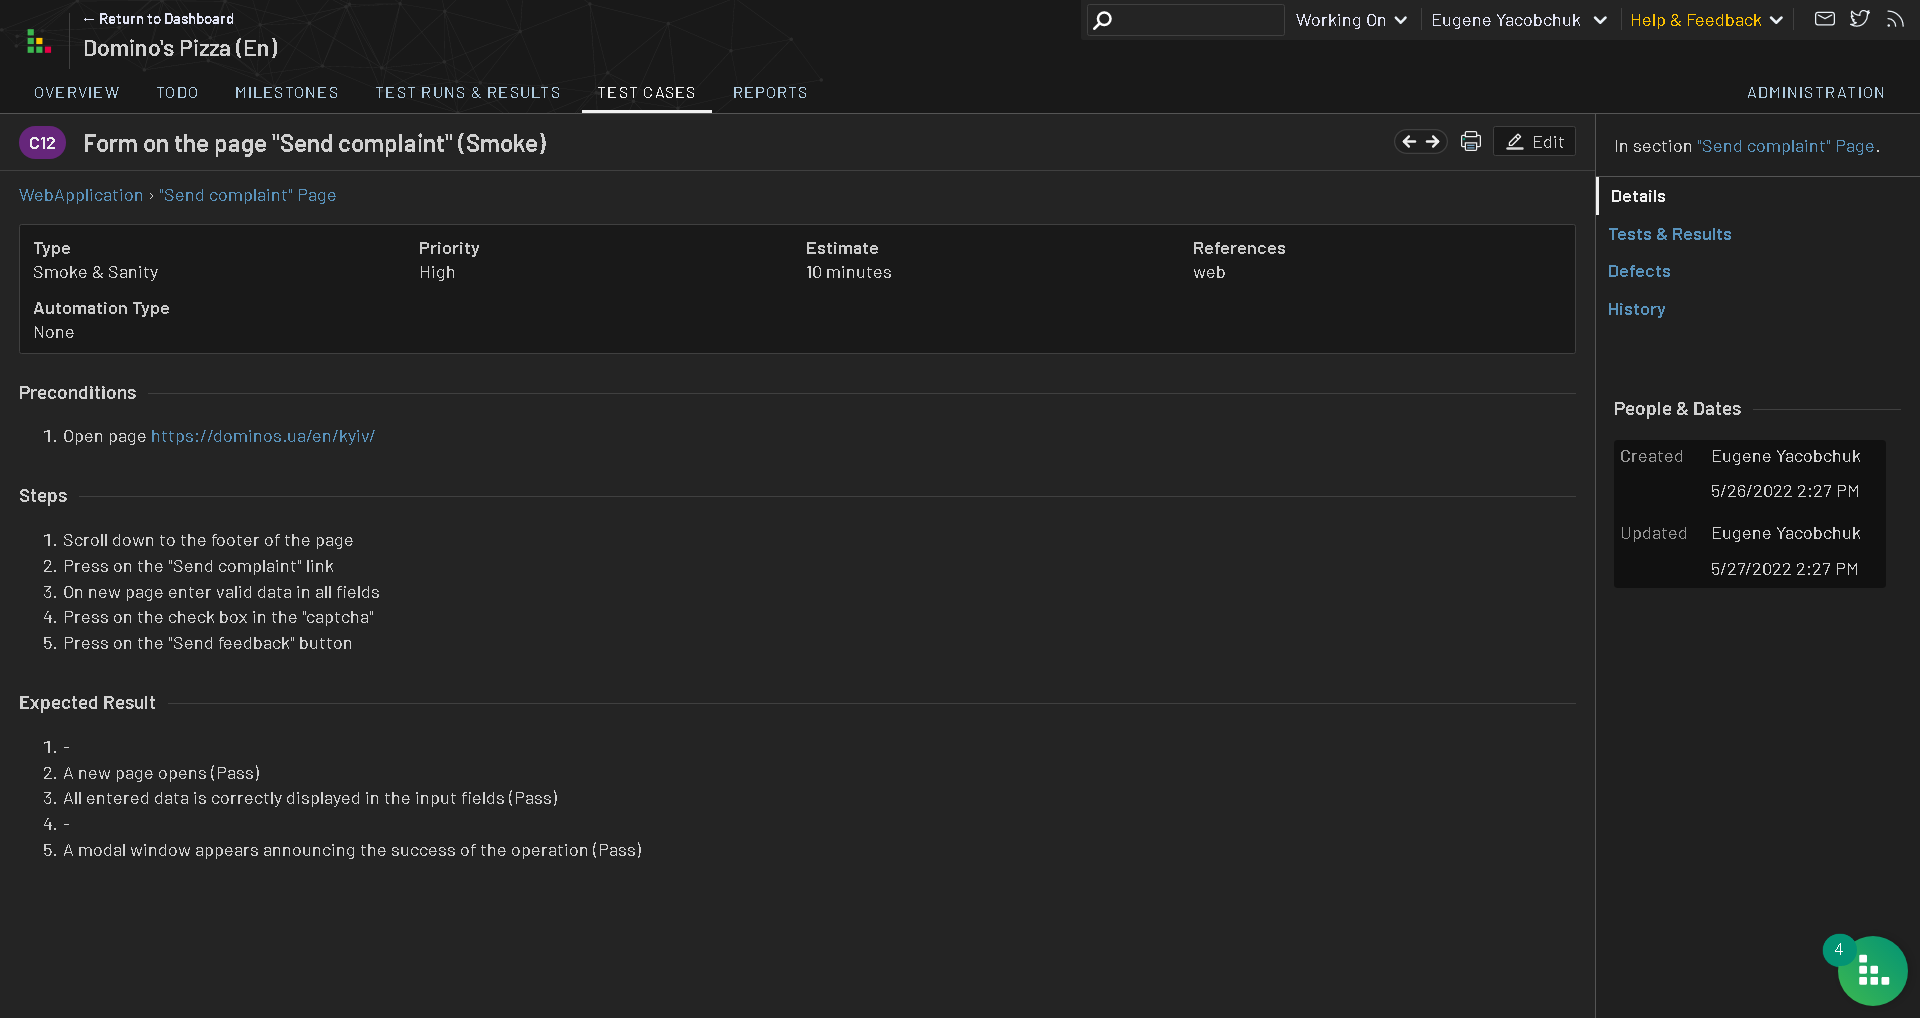 ← Return to Dashboard
Domino's Pizza (En)
Working On
Eugene Yacobchuk
Help & Feedback
OVERVIEW
TODO
MILESTONES
TEST RUNS & RESULTS
TEST CASES
REPORTS
ADMINISTRATION
C12
Form on the page "Send complaint" (Smoke)
Edit
WebApplication › "Send complaint" Page
Type
Smoke & Sanity
Priority
High
Estimate
10 minutes
References
web
Automation Type
None
Preconditions
1. Open page https://dominos.ua/en/kyiv/
Steps
1. Scroll down to the footer of the page
2. Press on the "Send complaint" link
3. On new page enter valid data in all fields
4. Press on the check box in the "captcha"
5. Press on the "Send feedback" button
Expected Result
1. -
2. A new page opens (Pass)
3. All entered data is correctly displayed in the input fields (Pass)
4. -
5. A modal window appears announcing the success of the operation (Pass)
In section "Send complaint" Page.
Details
Tests & Results
Defects
History
People & Dates
Created
Eugene Yacobchuk
5/26/2022 2:27 PM
Updated
Eugene Yacobchuk
5/27/2022 2:27 PM
4